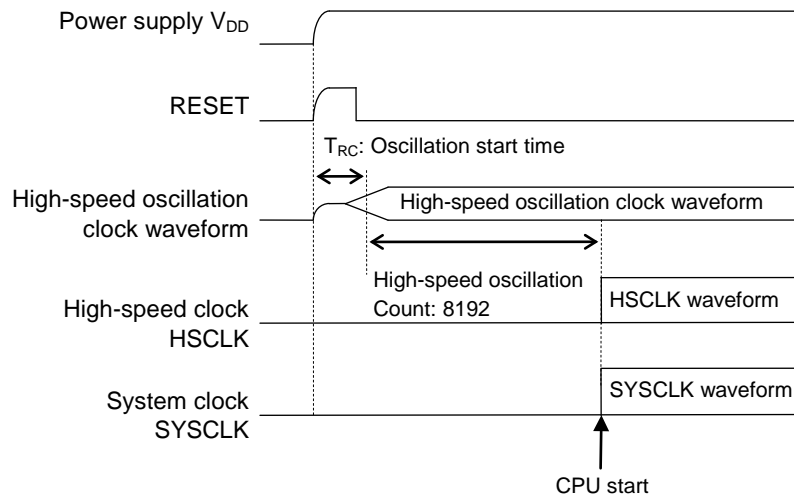 Power supply VDD
RESET
TRC: Oscillation start time
High-speed oscillation
clock waveform
High-speed oscillation clock waveform
High-speed oscillation
Count: 8192
High-speed clock
HSCLK
HSCLK waveform
System clock
SYSCLK
SYSCLK waveform
CPU start